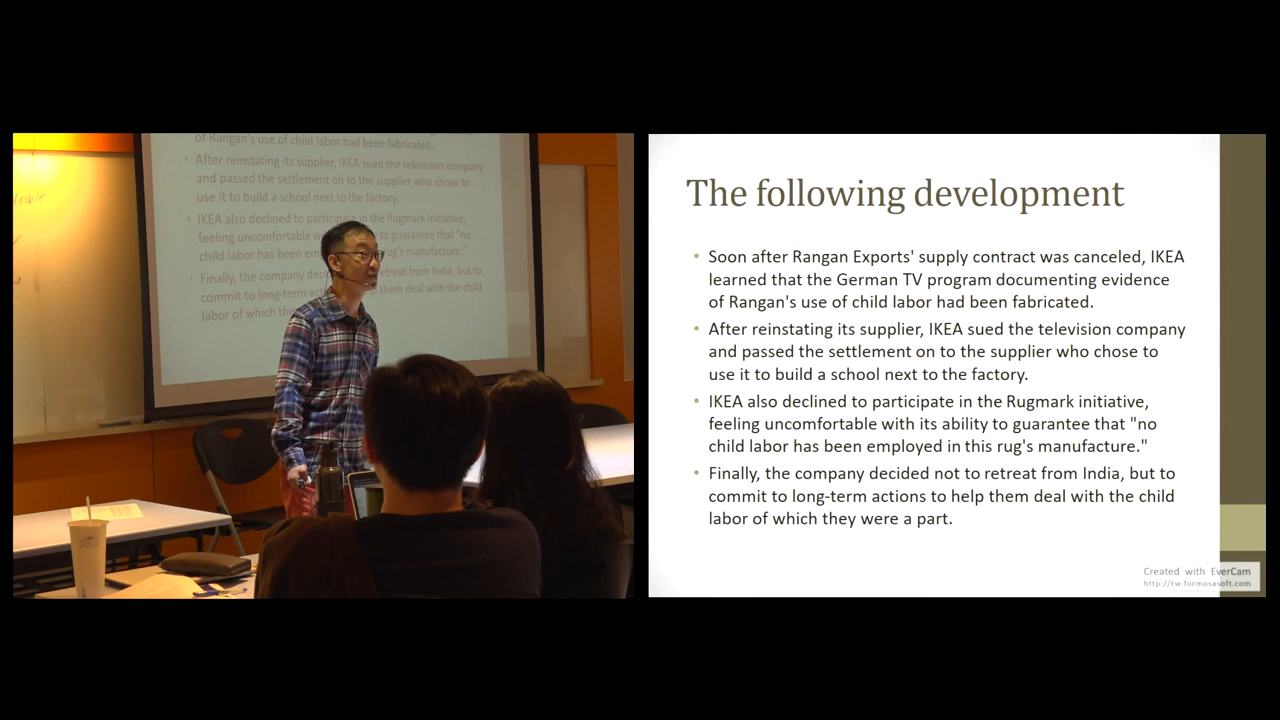 of Rangan's use of child labor had been fabricated.
• After reinstating its supplier, IKEA sued the television company
and passed the settlement on to the supplier who chose to
use it to build a school next to the factory.
• IKEA also declined to participate in the Rugmark initiative,
feeling uncomfortable w to guarantee that "no
child labor has been em rug's manufacture."
• Finally, the company deci retreat from India, but to
commit to long-term actio them deal with the child
labor of which they
The following development
• Soon after Rangan Exports' supply contract was canceled, IKEA
learned that the German TV program documenting evidence
of Rangan's use of child labor had been fabricated.
• After reinstating its supplier, IKEA sued the television company
and passed the settlement on to the supplier who chose to
use it to build a school next to the factory.
• IKEA also declined to participate in the Rugmark initiative,
feeling uncomfortable with its ability to guarantee that "no
child labor has been employed in this rug's manufacture."
• Finally, the company decided not to retreat from India, but to
commit to long-term actions to help them deal with the child
labor of which they were a part.
Created with EverCam
http://tw.formosasoft.com